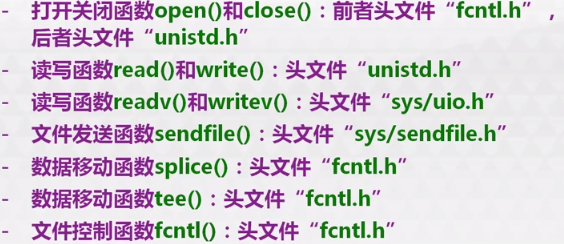 - 打开关闭函数open()和close()：前者头文件“fcntl.h”，
后者头文件“unistd.h”
- 读写函数read()和write()：头文件“unistd.h”
- 读写函数readv()和writev()：头文件“sys/uio.h”
- 文件发送函数sendfile()：头文件“sys/sendfile.h”
- 数据移动函数splice()：头文件“fcntl.h”
- 数据移动函数tee()：头文件“fcntl.h”
- 文件控制函数fcntl()：头文件“fcntl.h”